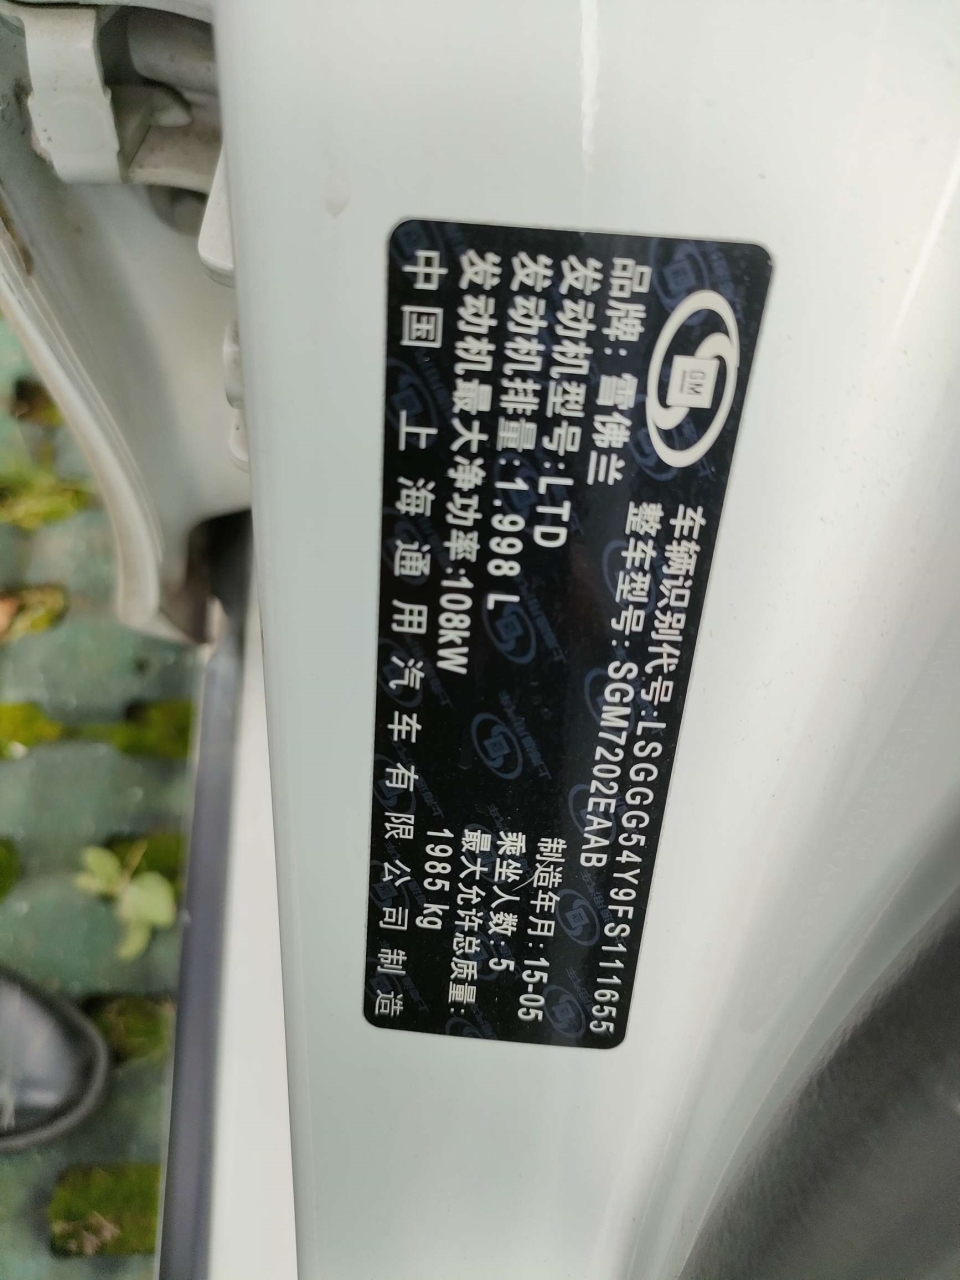 GM
车辆识别代号:LSGGG54Y9FS111655
整车型号:SGM7202EAAB
品牌:雪佛兰
发动机型号:LTD
发动机排量:1.998 L
发动机最大净功率:108kW
制造年月:15-05
乘坐人数:5
最大允许总质量:
1985 kg
中国 上海通用汽车有限公司制造